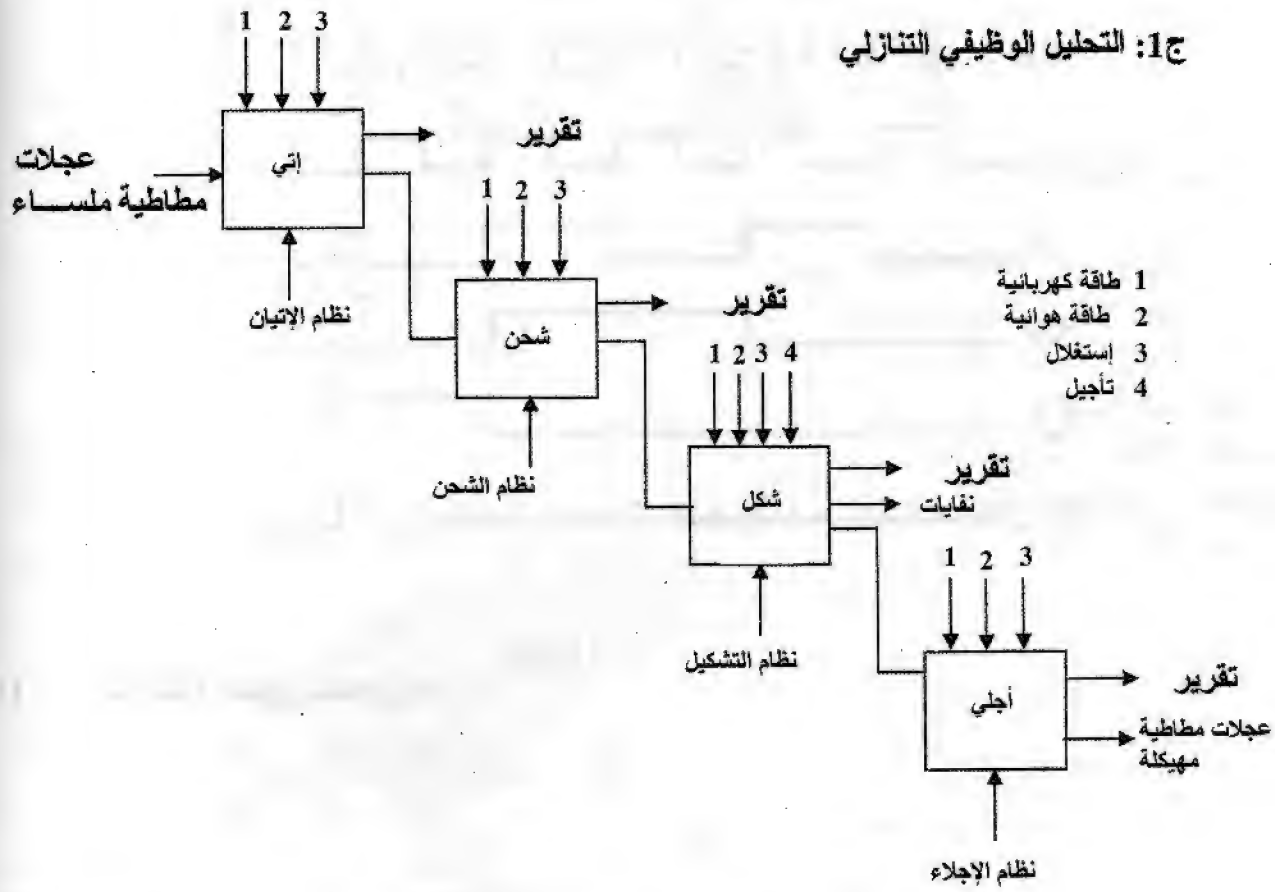 ج1: التحليل الوظيفي التنازلي
1 2 3
عجلات
مطاطية ملساء
إتي
تقرير
نظام الإتيان
1 2 3
شحن
تقرير
نظام الشحن
1 طاقة كهربائية
2 طاقة هوائية
3 إستغلال
4 تأجيل
1 2 3 4
شكل
تقرير
نفايات
نظام التشكيل
1 2 3
أجلي
تقرير
عجلات مطاطية
مهيكلة
نظام الإجلاء